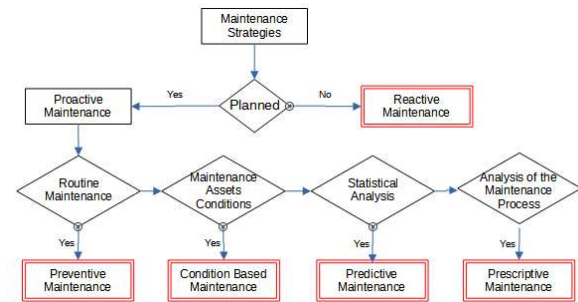 Maintenance
Strategies
Planned
Yes
No
Proactive
Maintenance
Reactive
Maintenance
Routine
Maintenance
Maintenance
Assets
Conditions
Statistical
Analysis
Analysis of the
Maintenance
Process
Yes
Yes
Yes
Yes
Preventive
Maintenance
Condition Based
Maintenance
Predictive
Maintenance
Prescriptive
Maintenance